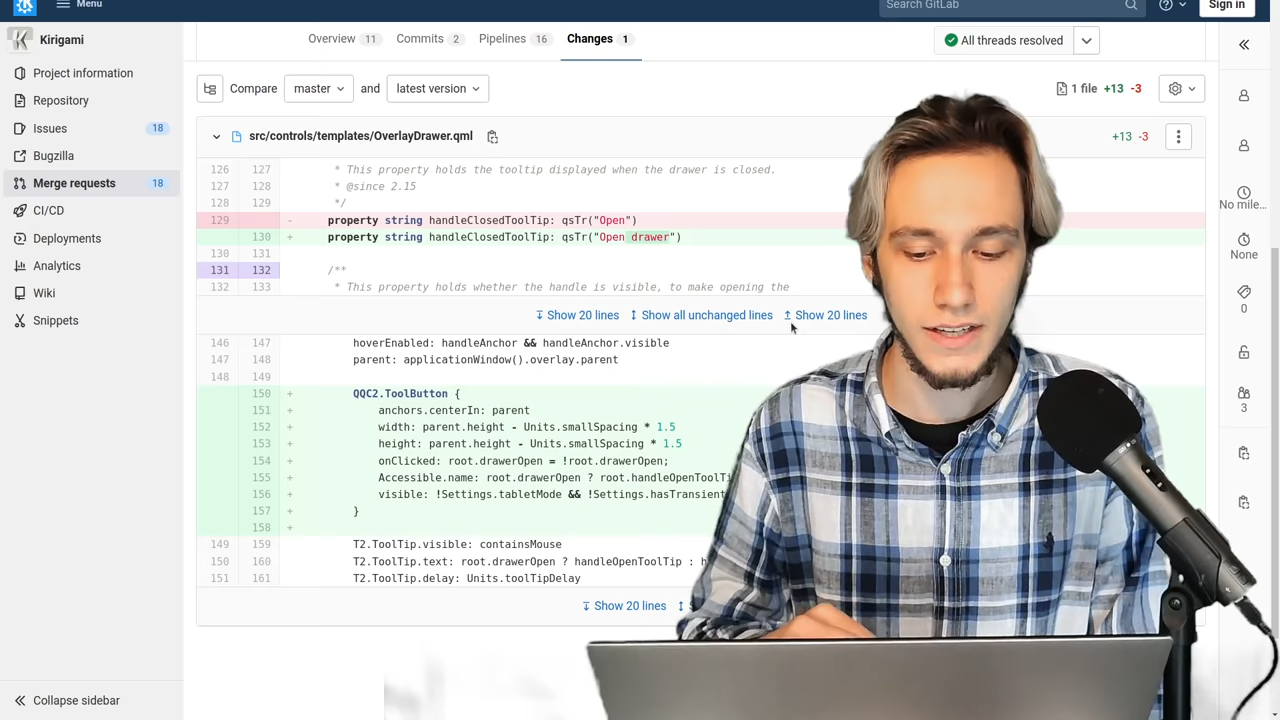 Menu
Search GitLab
Sign in
Kirigami
Project information
Repository
Issues 18
Bugzilla
Merge requests 18
CI/CD
Deployments
Analytics
Wiki
Snippets
Collapse sidebar
Overview 11 Commits 2 Pipelines 16 Changes 1
All threads resolved
Compare master and latest version
1 file +13 -3
src/controls/templates/OverlayDrawer.qml
+13 -3
126 127 * This property holds the tooltip displayed when the drawer is closed.
127 128 * @since 2.15
128 129 */
129 - property string handleClosedToolTip: qsTr("Open")
130 + property string handleClosedToolTip: qsTr("Open drawer")
130 131
131 132 /**
132 133 * This property holds whether the handle is visible, to make opening the
Show 20 lines Show all unchanged lines Show 20 lines
146 147 hoverEnabled: handleAnchor && handleAnchor.visible
147 148 parent: applicationWindow().overlay.parent
148 149
150 + QQC2.ToolButton {
151 + anchors.centerIn: parent
152 + width: parent.height - Units.smallSpacing * 1.5
153 + height: parent.height - Units.smallSpacing * 1.5
154 + onClicked: root.drawerOpen = !root.drawerOpen;
155 + Accessible.name: root.drawerOpen ? root.handleOpenToolTi
156 + visible: !Settings.tabletMode && !Settings.hasTransient
157 + }
158 +
149 159 T2.ToolTip.visible: containsMouse
150 160 T2.ToolTip.text: root.drawerOpen ? handleOpenToolTip : h
151 161 T2.ToolTip.delay: Units.toolTipDelay
Show 20 lines
No mile...
None
0
3